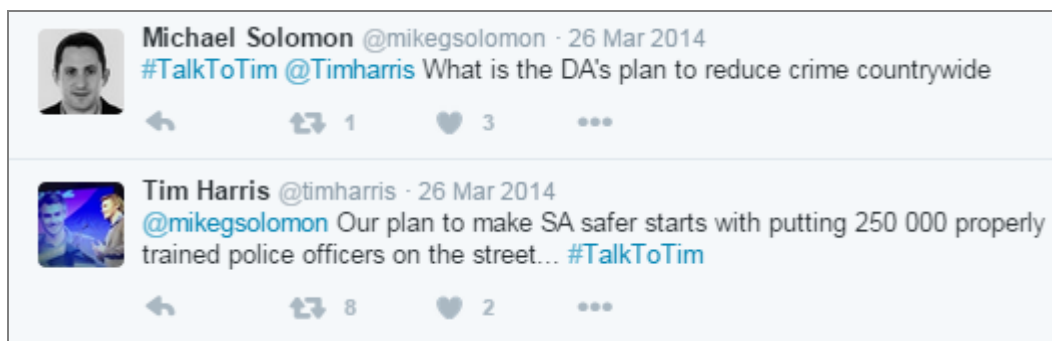 Michael Solomon @mikegsolomon · 26 Mar 2014
#TalkToTim @Timharris What is the DA's plan to reduce crime countrywide
1 3
Tim Harris @timharris · 26 Mar 2014
@mikegsolomon Our plan to make SA safer starts with putting 250 000 properly
trained police officers on the street... #TalkToTim
8 2